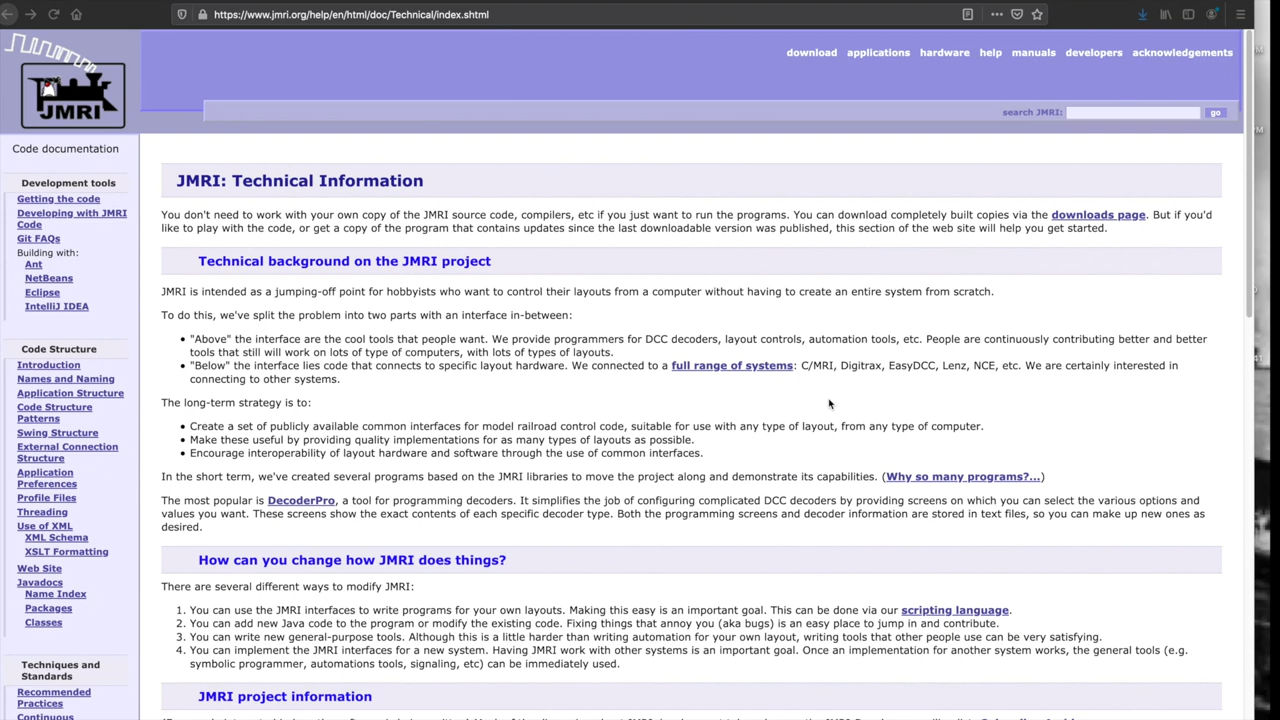 https://www.jmri.org/help/en/html/doc/Technical/index.shtml
JMRI
download applications hardware help manuals developers acknowledgements
search JMRI: go
Code documentation
Development tools
Getting the code
Developing with JMRI
Code
Git FAQs
Building with:
Ant
NetBeans
Eclipse
IntelliJ IDEA
Code Structure
Introduction
Names and Naming
Application Structure
Code Structure
Patterns
Swing Structure
External Connection
Structure
Application
Preferences
Profile Files
Threading
Use of XML
XML Schema
XSLT Formatting
Web Site
Javadocs
Name Index
Packages
Classes
Techniques and
Standards
Recommended
Practices
Continuous
JMRI: Technical Information
You don't need to work with your own copy of the JMRI source code, compilers, etc if you just want to run the programs. You can download completely built copies via the downloads page. But if you'd
like to play with the code, or get a copy of the program that contains updates since the last downloadable version was published, this section of the web site will help you get started.
Technical background on the JMRI project
JMRI is intended as a jumping-off point for hobbyists who want to control their layouts from a computer without having to create an entire system from scratch.
To do this, we've split the problem into two parts with an interface in-between:
• "Above" the interface are the cool tools that people want. We provide programmers for DCC decoders, layout controls, automation tools, etc. People are continuously contributing better and better
tools that still will work on lots of type of computers, with lots of types of layouts.
• "Below" the interface lies code that connects to specific layout hardware. We connected to a full range of systems: C/MRI, Digitrax, EasyDCC, Lenz, NCE, etc. We are certainly interested in
connecting to other systems.
The long-term strategy is to:
• Create a set of publicly available common interfaces for model railroad control code, suitable for use with any type of layout, from any type of computer.
• Make these useful by providing quality implementations for as many types of layouts as possible.
• Encourage interoperability of layout hardware and software through the use of common interfaces.
In the short term, we've created several programs based on the JMRI libraries to move the project along and demonstrate its capabilities. (Why so many programs?...)
The most popular is DecoderPro, a tool for programming decoders. It simplifies the job of configuring complicated DCC decoders by providing screens on which you can select the various options and
values you want. These screens show the exact contents of each specific decoder type. Both the programming screens and decoder information are stored in text files, so you can make up new ones as
desired.
How can you change how JMRI does things?
There are several different ways to modify JMRI:
1. You can use the JMRI interfaces to write programs for your own layouts. Making this easy is an important goal. This can be done via our scripting language.
2. You can add new Java code to the program or modify the existing code. Fixing things that annoy you (aka bugs) is an easy place to jump in and contribute.
3. You can write new general-purpose tools. Although this is a little harder than writing automation for your own layout, writing tools that other people use can be very satisfying.
4. You can implement the JMRI interfaces for a new system. Having JMRI work with other systems is an important goal. Once an implementation for another system works, the general tools (e.g.
symbolic programmer, automations tools, signaling, etc) can be immediately used.
JMRI project information